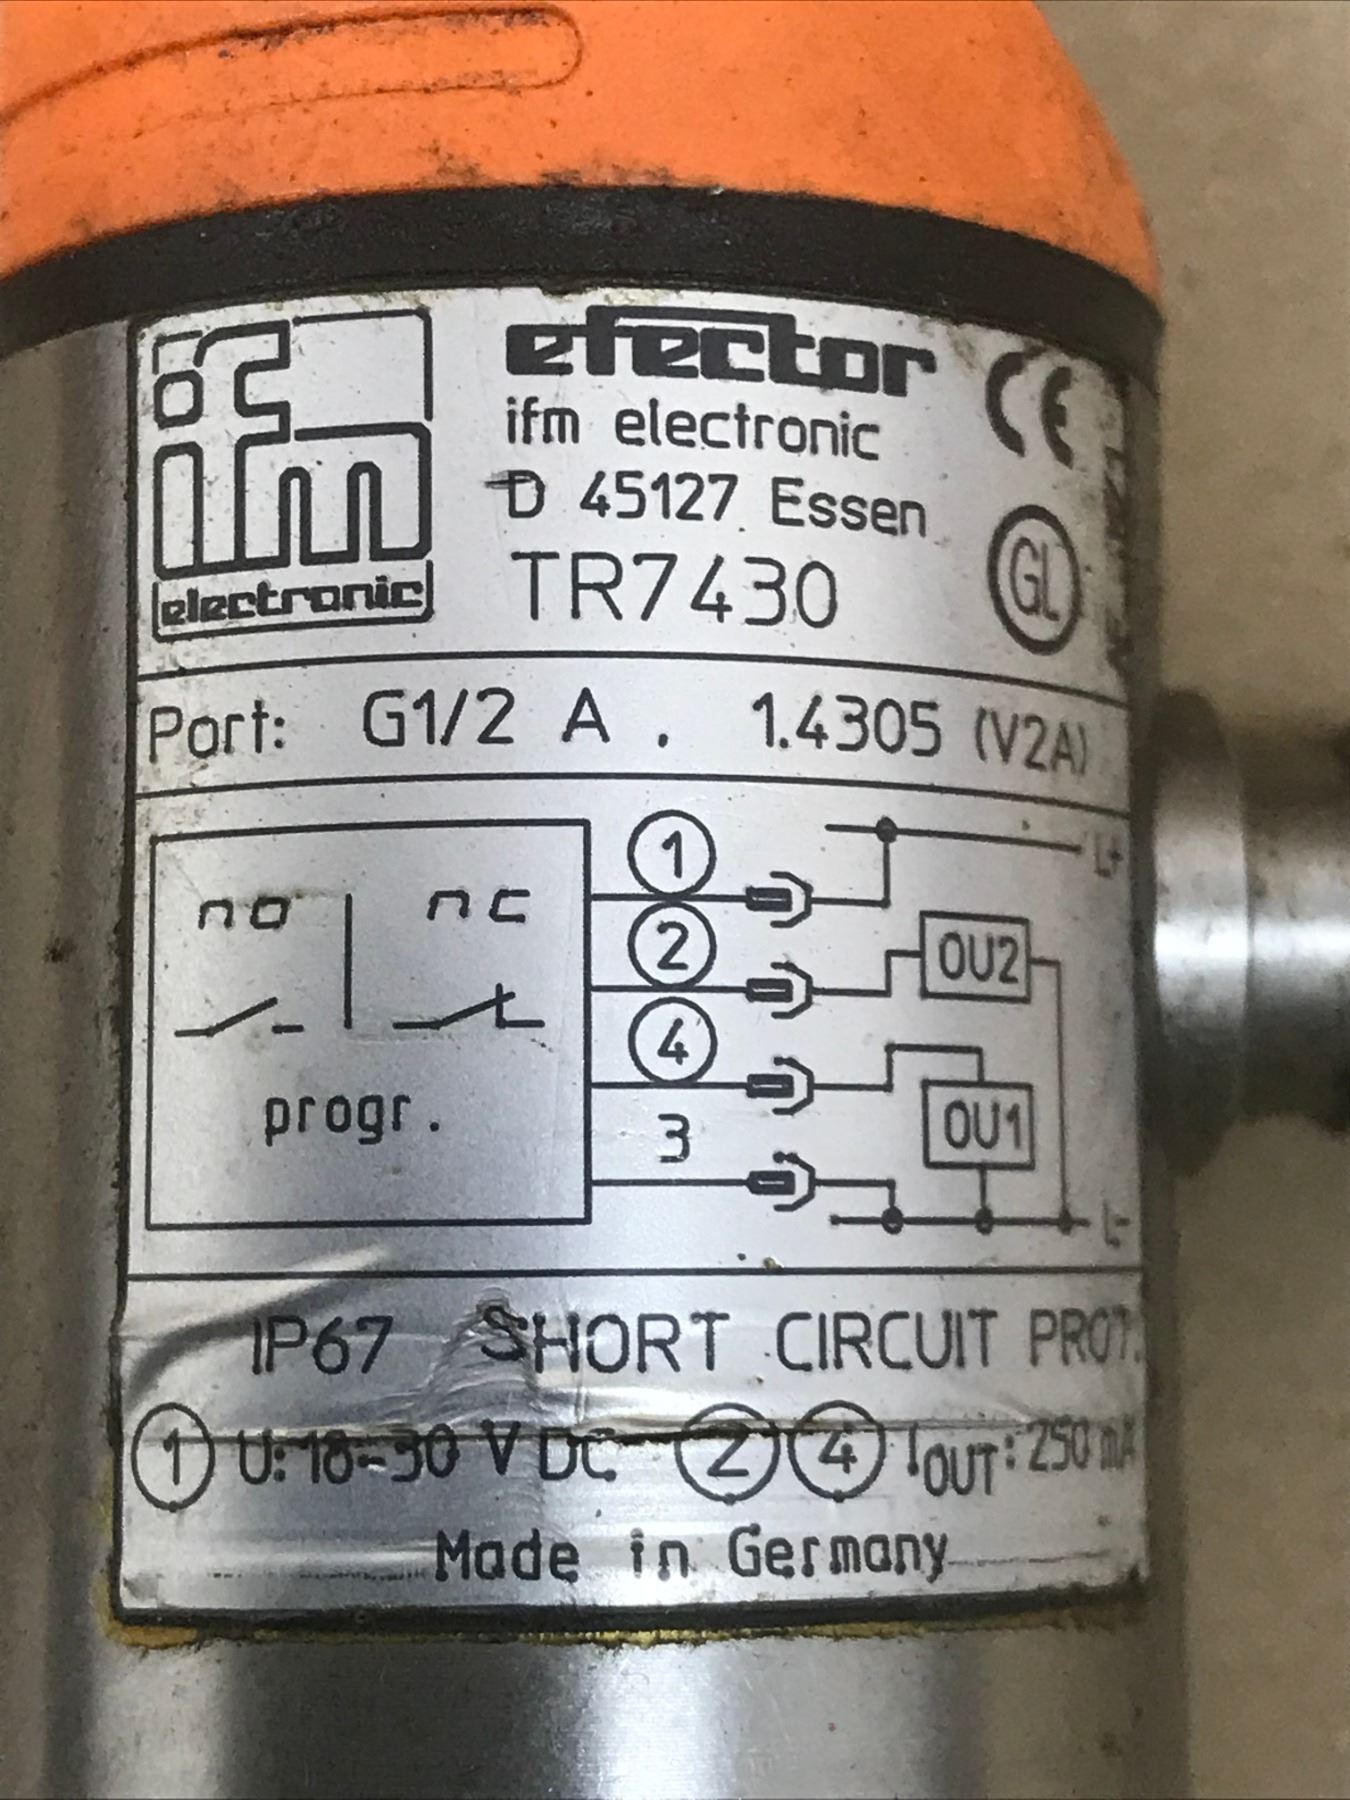 ifm
electronic
efector
ifm electronic
D 45127 Essen
TR7430
CE
GL
Port: G1/2 A . 1.4305 (V2A)
no | nc
progr.
1
2
4
3
L+
OU2
OU1
L-
IP67 SHORT CIRCUIT PROT.
① U: 18-30 V DC ② ④ IOUT: 250 mA
Made in Germany